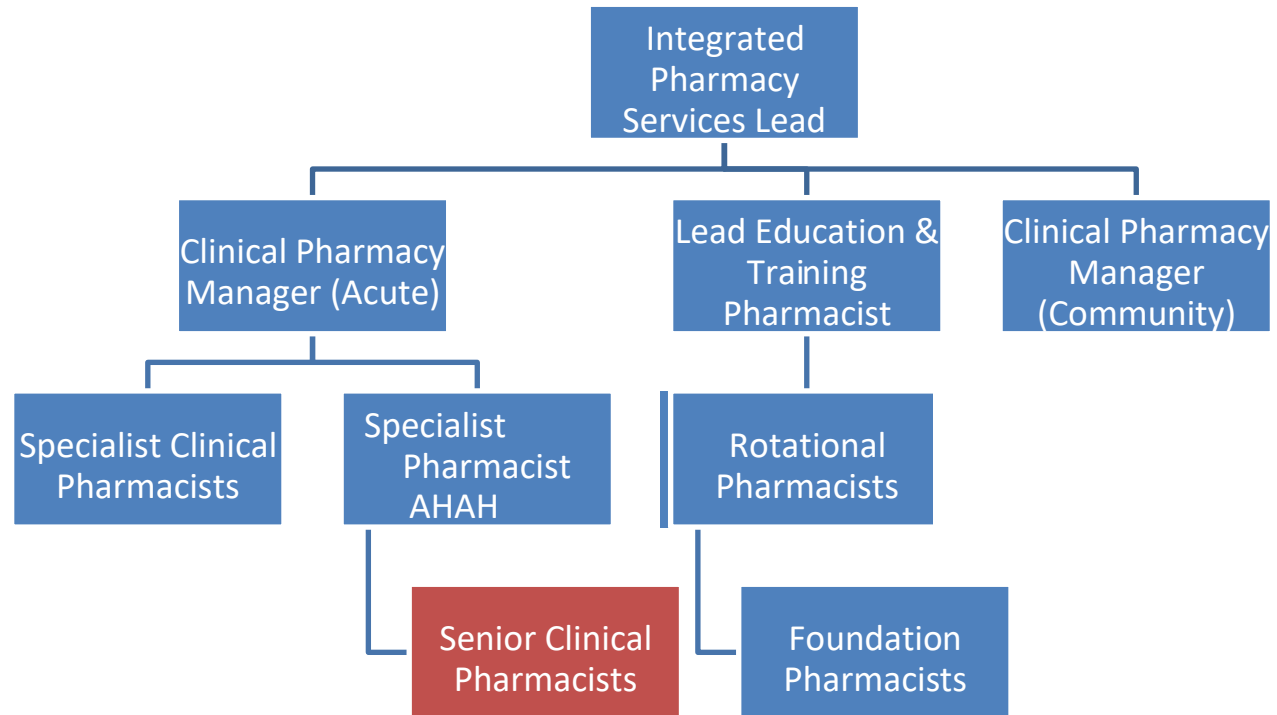 Integrated
Pharmacy
Services Lead
Clinical Pharmacy
Manager (Acute)
Lead Education &
Training
Pharmacist
Clinical Pharmacy
Manager
(Community)
Specialist Clinical
Pharmacists
Specialist
Pharmacist
AHAH
Rotational
Pharmacists
Senior Clinical
Pharmacists
Foundation
Pharmacists